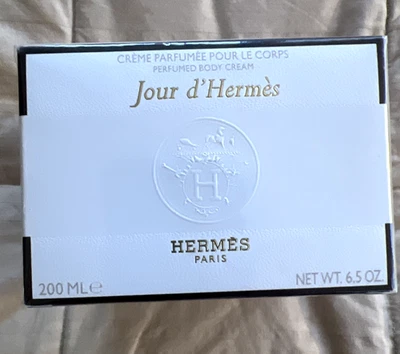 CRÈME PARFUMÉE POUR LE CORPS
PERFUMED BODY CREAM
Jour d'Hermès
H
HERMÈS
PARIS
200 ML℮
NET WT. 6.5 OZ.